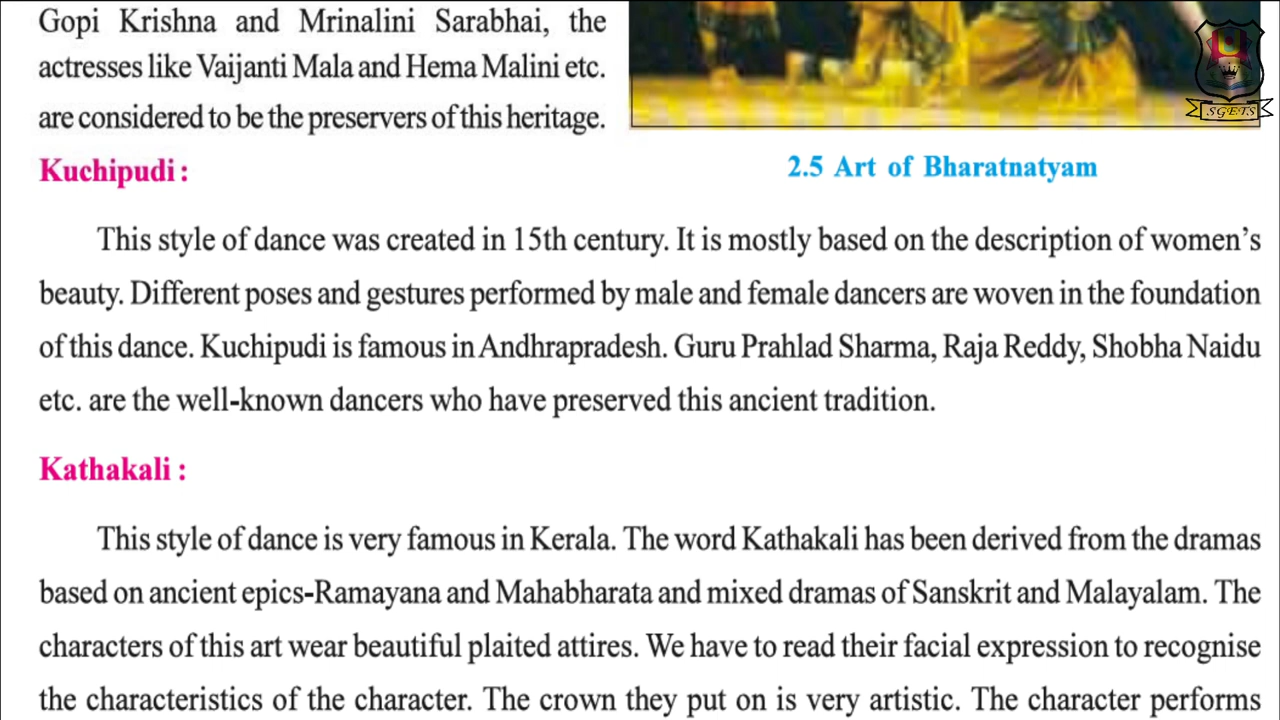 Gopi Krishna and Mrinalini Sarabhai, the
actresses like Vaijanti Mala and Hema Malini etc.
are considered to be the preservers of this heritage.
SGETS
2.5 Art of Bharatnatyam
Kuchipudi :
This style of dance was created in 15th century. It is mostly based on the description of women's
beauty. Different poses and gestures performed by male and female dancers are woven in the foundation
of this dance. Kuchipudi is famous in Andhrapradesh. Guru Prahlad Sharma, Raja Reddy, Shobha Naidu
etc. are the well-known dancers who have preserved this ancient tradition.
Kathakali :
This style of dance is very famous in Kerala. The word Kathakali has been derived from the dramas
based on ancient epics-Ramayana and Mahabharata and mixed dramas of Sanskrit and Malayalam. The
characters of this art wear beautiful plaited attires. We have to read their facial expression to recognise
the characteristics of the character. The crown they put on is very artistic. The character performs